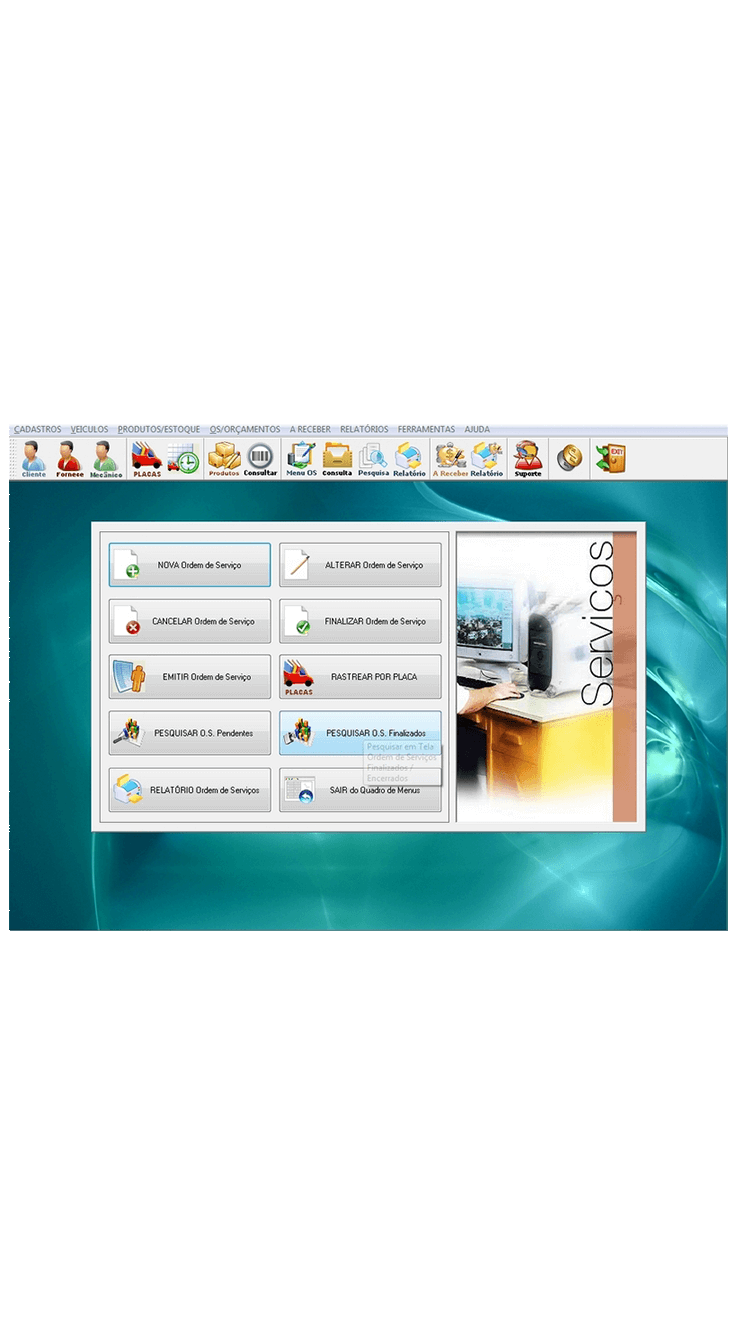 CADASTROS VEICULOS PRODUTOS/ESTOQUE OS/ORÇAMENTOS A RECEBER RELATÓRIOS FERRAMENTAS AJUDA
Cliente Fornece Mecânico PLACAS Produtos Consultar Menu OS Consulta Pesquisa Relatório A Receber Relatório Suporte EXIT
NOVA Ordem de Serviço ALTERAR Ordem de Serviço
CANCELAR Ordem de Serviço FINALIZAR Ordem de Serviço
EMITIR Ordem de Serviço RASTREAR POR PLACA
PLACAS
PESQUISAR O.S. Pendentes PESQUISAR O.S. Finalizados
Pesquisar em Tela
Ordem de Serviços
Finalizados /
Encerrados
RELATÓRIO Ordem de Serviços SAIR do Quadro de Menus
Serviços